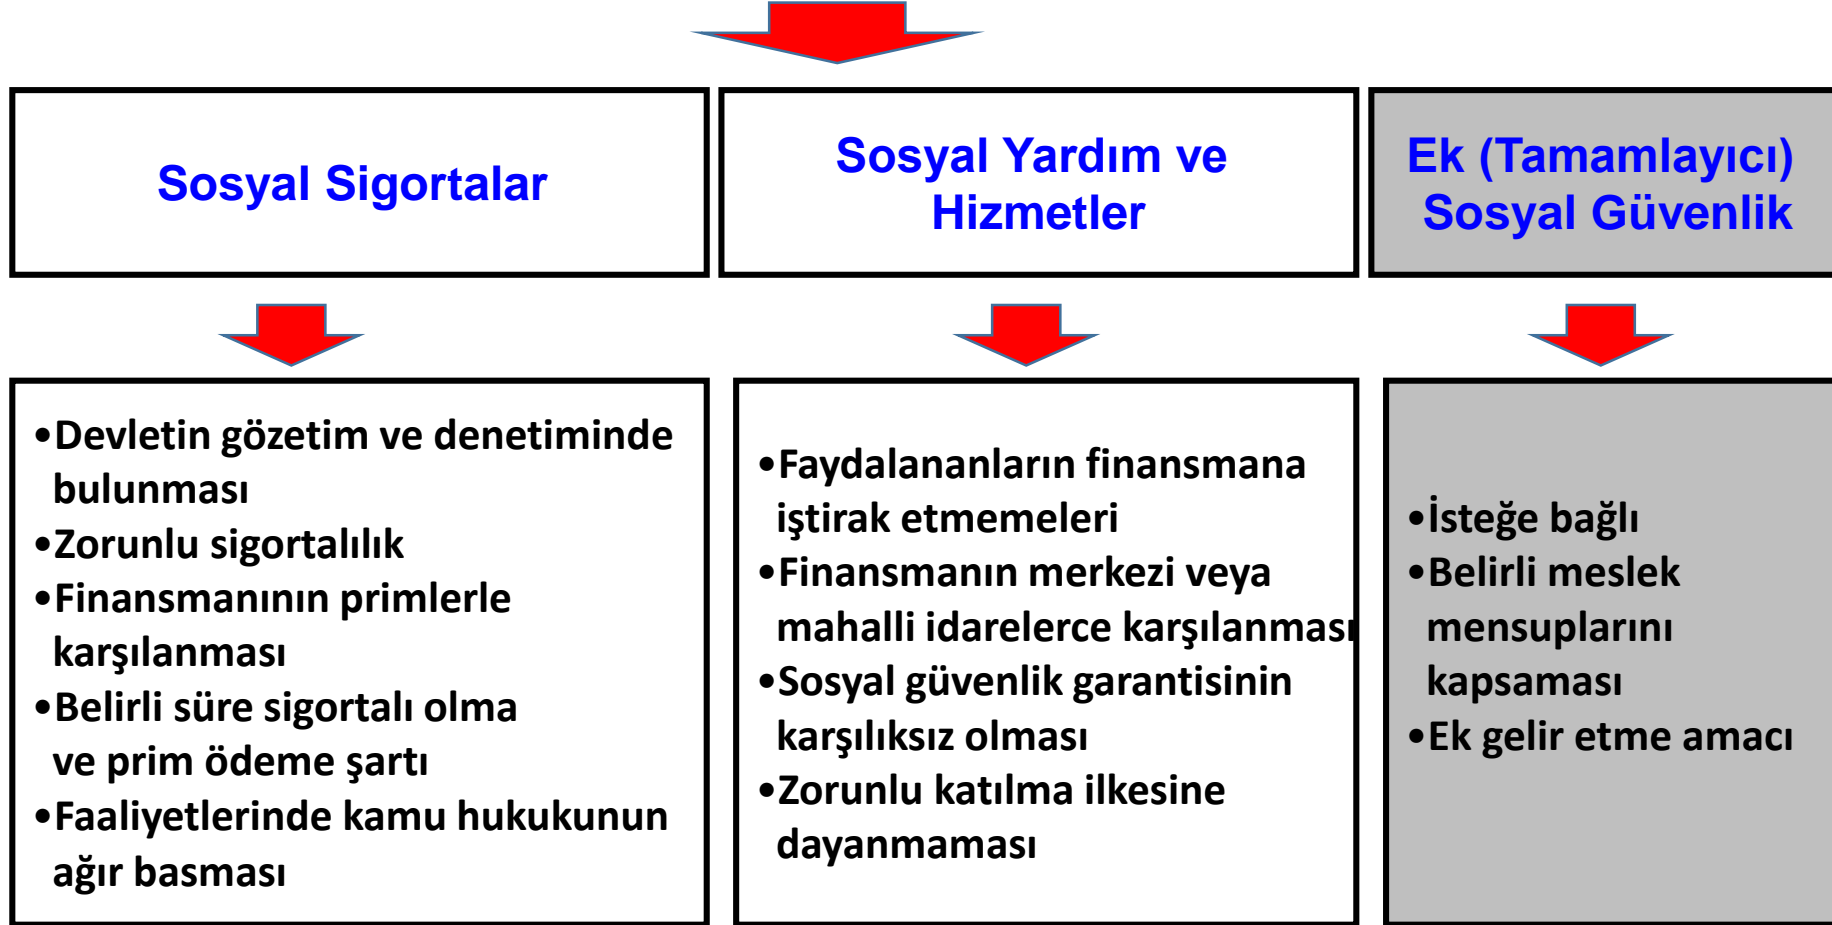 Sosyal Sigortalar
Sosyal Yardım ve
Hizmetler
Ek (Tamamlayıcı)
Sosyal Güvenlik
•Devletin gözetim ve denetiminde
bulunması
•Zorunlu sigortalılık
•Finansmanının primlerle
karşılanması
•Belirli süre sigortalı olma
ve prim ödeme şartı
•Faaliyetlerinde kamu hukukunun
ağır basması
•Faydalananların finansmana
iştirak etmemeleri
•Finansmanın merkezi veya
mahalli idarelerce karşılanması
•Sosyal güvenlik garantisinin
karşılıksız olması
•Zorunlu katılma ilkesine
dayanmaması
•İsteğe bağlı
•Belirli meslek
mensuplarını
kapsaması
•Ek gelir etme amacı